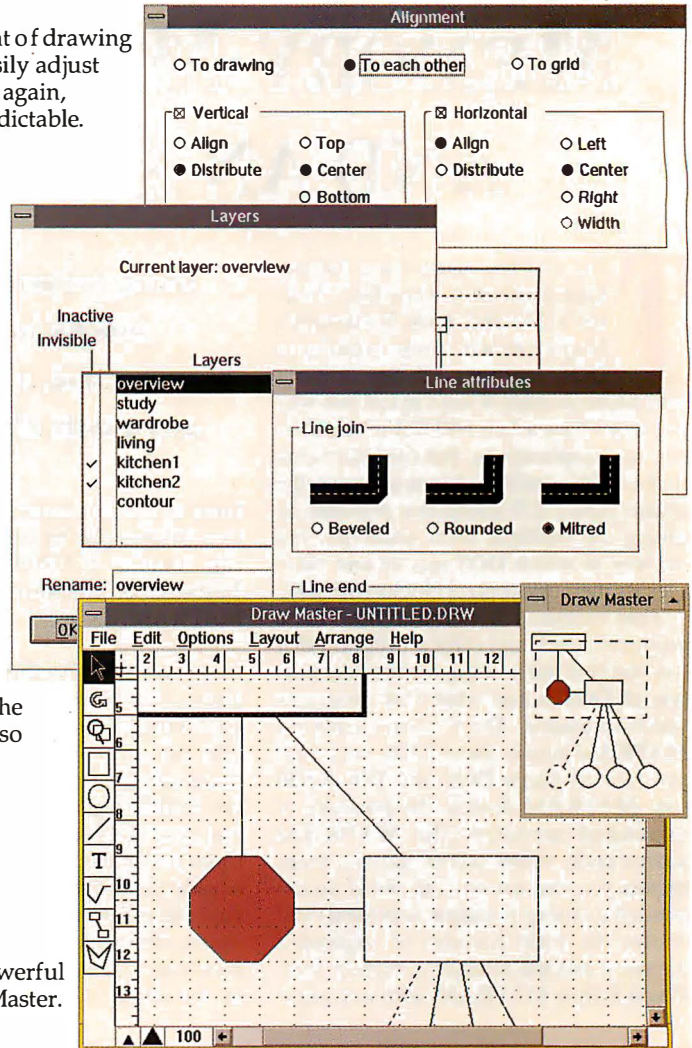 Alignment
t of drawing
sily adjust
again,
dictable.
To drawing To each other To grid
Vertical Horizontal
Align Top Align Left
Distribute Center Distribute Center
Bottom Right
Width
Layers
Current layer: overview
Inactive
Invisible
Layers
overview
study
wardrobe
living
kitchen1
kitchen2
contour
Rename: overview
OK
Line attributes
Line join
Beveled Rounded Mitred
Line end
Draw Master
Draw Master - UNTITLED.DRW
File Edit Options Layout Arrange Help
2 3 4 5 6 7 8 9 10 11 12
5
6
7
8
9
10
11
12
13
T
100
he
so
werful
Master.